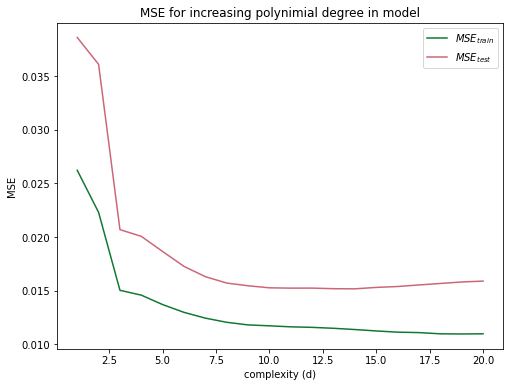 MSE for increasing polynimial degree in model
MSE_train
MSE_test
0.035
0.030
0.025
0.020
0.015
0.010
MSE
2.5 5.0 7.5 10.0 12.5 15.0 17.5 20.0
complexity (d)